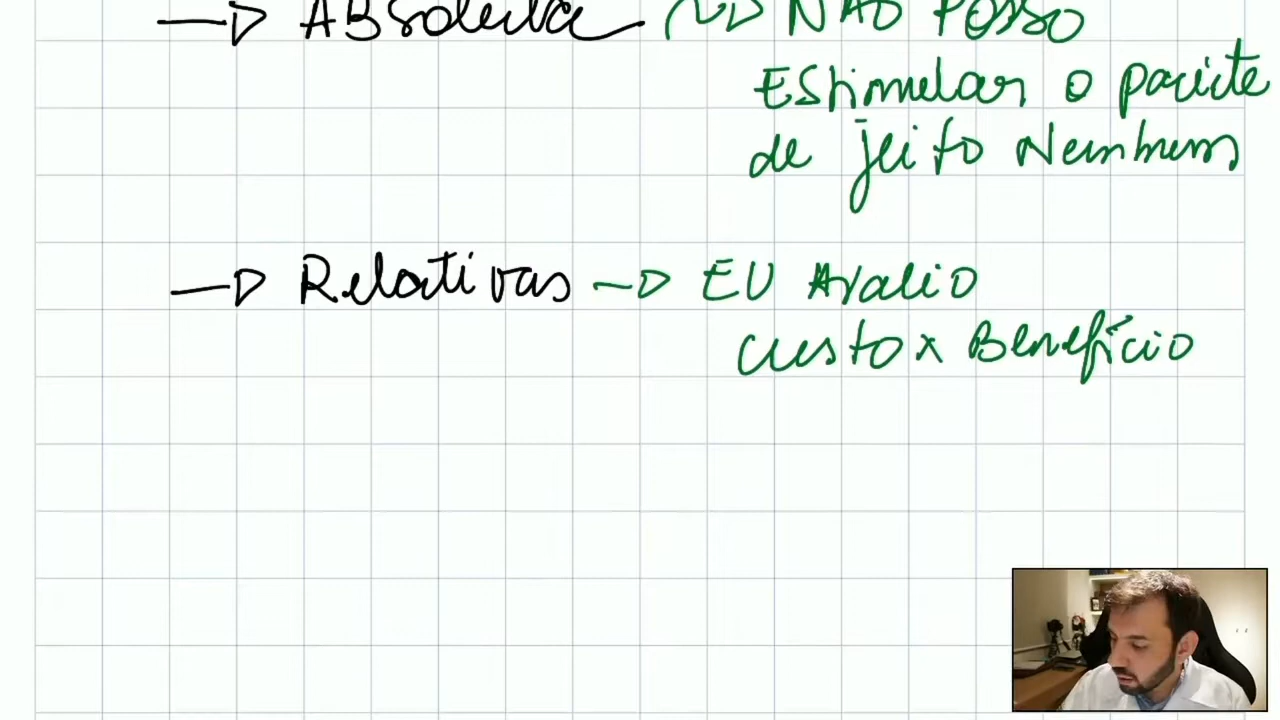 → ABsoluta ~> NÃO POSSO
EStimular o paciente
de jeito Nenhum
→ Relativas → EU Avalio
custo x Benefício